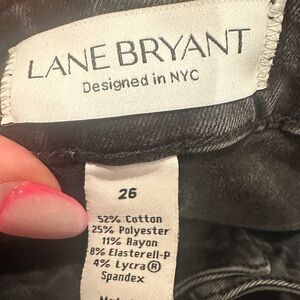 LANE BRYANT
Designed in NYC
26
52% Cotton
25% Polyester
11% Rayon
8% Elasterell-p
4% Lycra®
Spandex